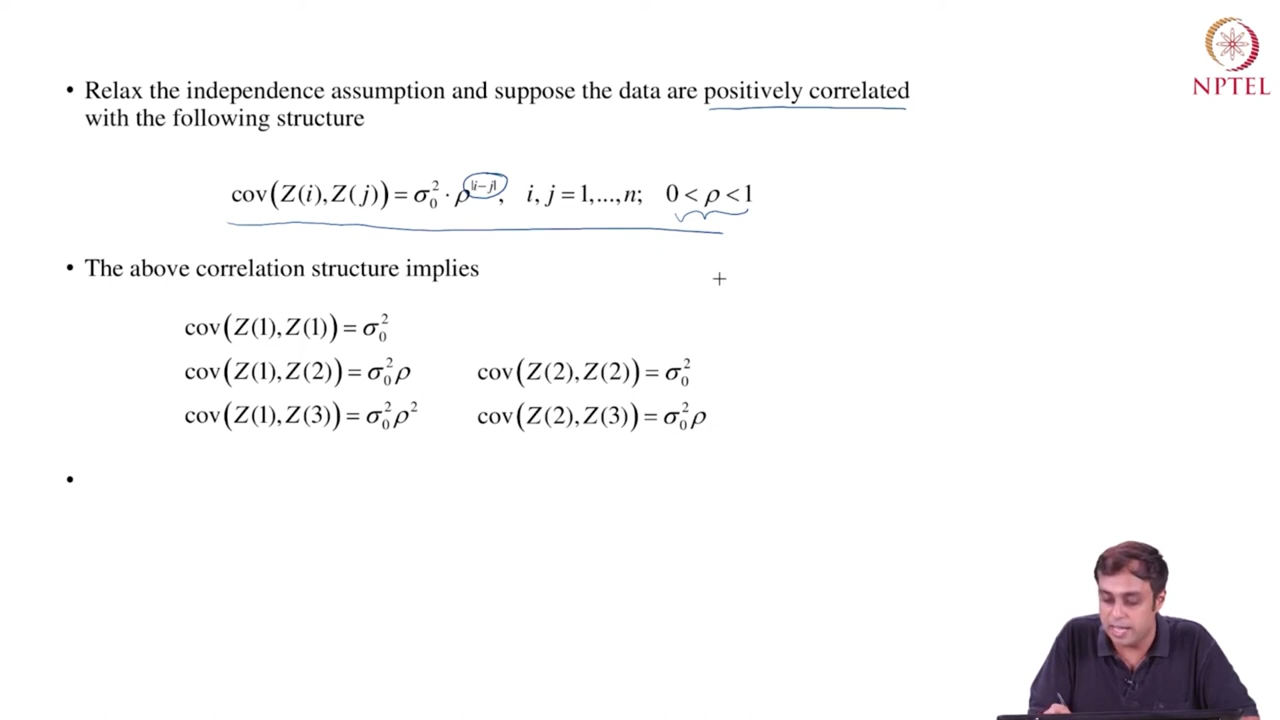 NPTEL
• Relax the independence assumption and suppose the data are positively correlated
with the following structure
cov(Z(i), Z(j)) = σ₀² · ρ^|i−j|, i, j = 1,...,n; 0 < ρ < 1
• The above correlation structure implies
cov(Z(1), Z(1)) = σ₀²
cov(Z(1), Z(2)) = σ₀²ρ cov(Z(2), Z(2)) = σ₀²
cov(Z(1), Z(3)) = σ₀²ρ² cov(Z(2), Z(3)) = σ₀²ρ
•